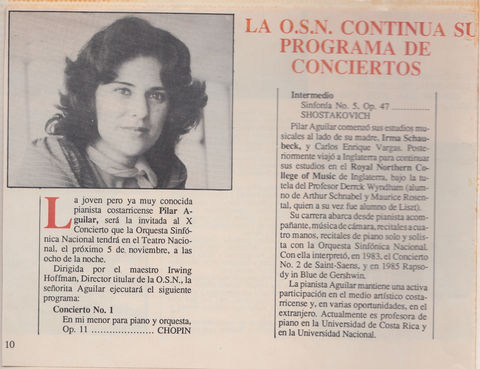 LA O.S.N. CONTINUA SU
PROGRAMA DE
CONCIERTOS
La joven pero ya muy conocida
pianista costarricense Pilar A-
guilar, será la invitada al X
Concierto que la Orquesta Sinfó-
nica Nacional tendrá en el Teatro Nacio-
nal, el próximo 5 de noviembre, a las
ocho de la noche.
Dirigida por el maestro Irwing
Hoffman, Director titular de la O.S.N., la
señorita Aguilar ejecutará el siguiente
programa:
Concierto No. 1
En mi menor para piano y orquesta,
Op. 11 ..................... CHOPIN
Intermedio
Sinfonía No. 5, Op. 47 ..............
SHOSTAKOVICH
Pilar Aguilar comenzó sus estudios mu-
sicales al lado de su madre, Irma Schau-
beck, y Carlos Enrique Vargas. Poste-
riormente viajó a Inglaterra para continuar
sus estudios en el Royal Northern Co-
llege of Music de Inglaterra, bajo la tu-
tela del Profesor Derek Wyndham (alum-
no de Arthur Schnabel y Maurice Rosen-
tal, quien a su vez fue alumno de Liszt).
Su carrera abarca desde pianista acom-
pañante, música de cámara, recitales a cua-
tro manos, recitales de piano solo y solis-
ta con la Orquesta Sinfónica Nacional.
Con ella interpretó, en 1983, el Concierto
No. 2 de Saint-Saens, y en 1985 Rapso-
dy in Blue de Gershwin.
La pianista Aguilar mantiene una activa
participación en el medio artístico costa-
rricense y, en varias oportunidades, en el
extranjero. Actualmente es profesora de
piano en la Universidad de Costa Rica y
en la Universidad Nacional.
10